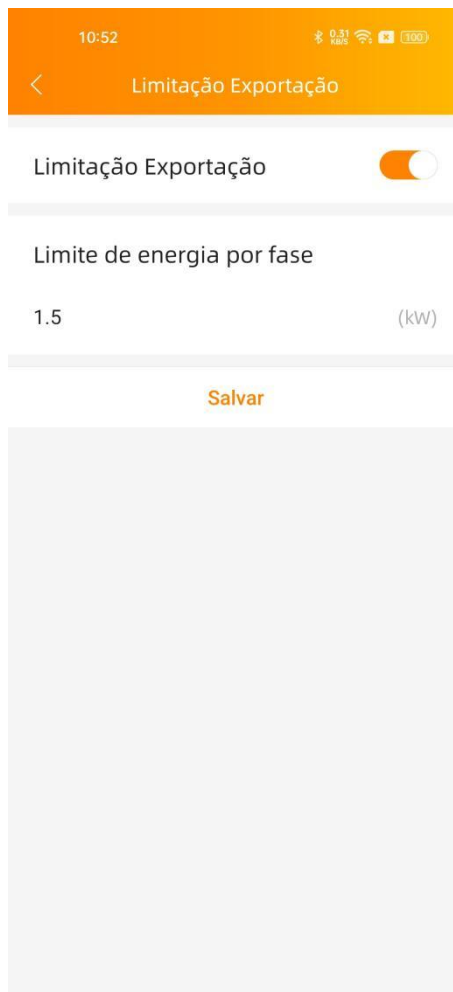 10:52
0.31 KB/S
100
Limitação Exportação
Limitação Exportação
Limite de energia por fase
1.5 (kW)
Salvar